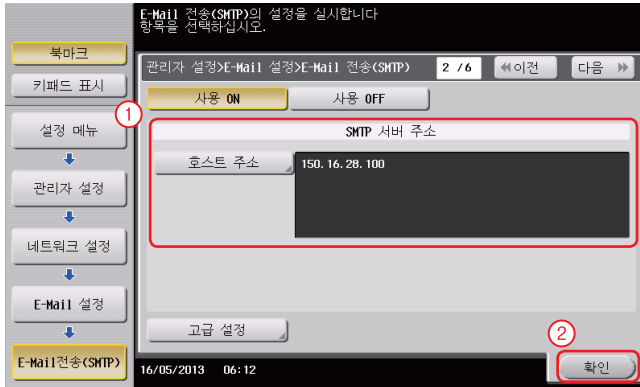 E-Mail 전송(SMTP)의 설정을 실시합니다
항목을 선택하십시오.
북마크
키패드 표시
설정 메뉴
관리자 설정
네트워크 설정
E-Mail 설정
E-Mail전송(SMTP)
관리자 설정>E-Mail 설정>E-Mail 전송(SMTP)
2 /6
이전
다음
사용 ON
사용 OFF
1
SMTP 서버 주소
호스트 주소
150.16.28.100
고급 설정
2
16/05/2013 06:12
확인